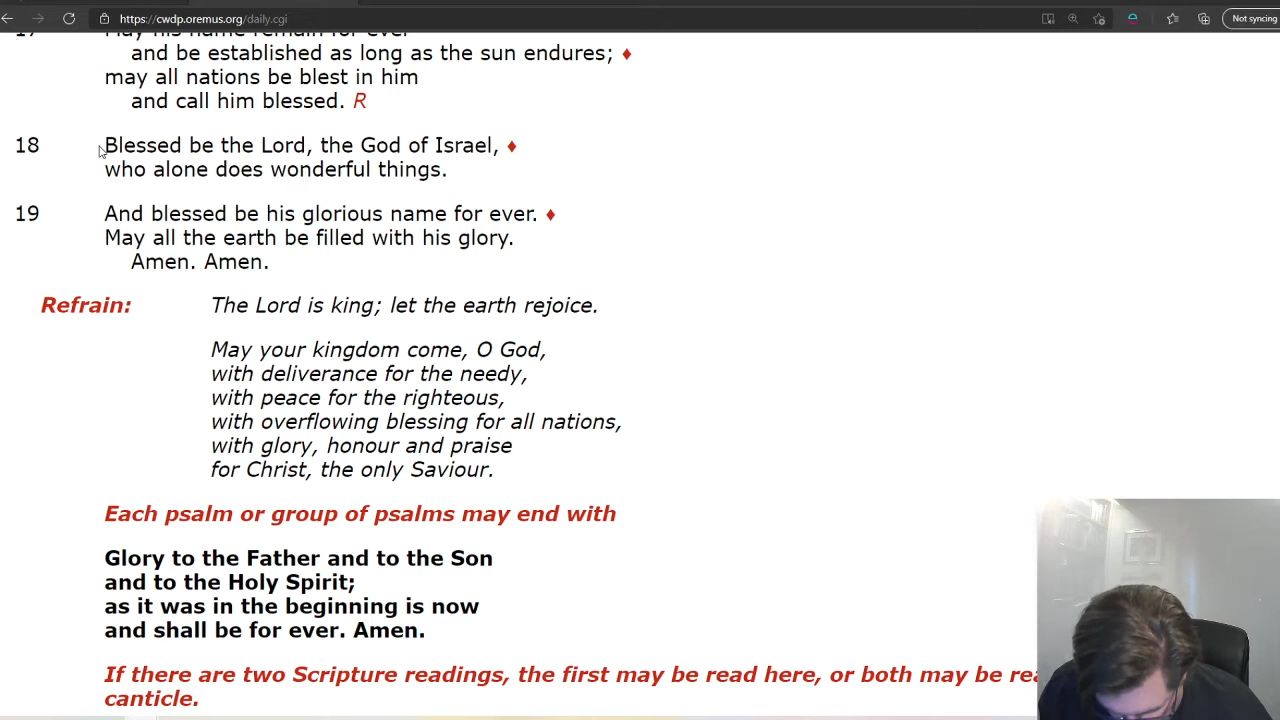 https://cwdp.oremus.org/daily.cgi
Not syncing
17 May his name remain for ever
and be established as long as the sun endures; ♦
may all nations be blest in him
and call him blessed. R
18 Blessed be the Lord, the God of Israel, ♦
who alone does wonderful things.
19 And blessed be his glorious name for ever. ♦
May all the earth be filled with his glory.
Amen. Amen.
Refrain: The Lord is king; let the earth rejoice.
May your kingdom come, O God,
with deliverance for the needy,
with peace for the righteous,
with overflowing blessing for all nations,
with glory, honour and praise
for Christ, the only Saviour.
Each psalm or group of psalms may end with
Glory to the Father and to the Son
and to the Holy Spirit;
as it was in the beginning is now
and shall be for ever. Amen.
If there are two Scripture readings, the first may be read here, or both may be
canticle.